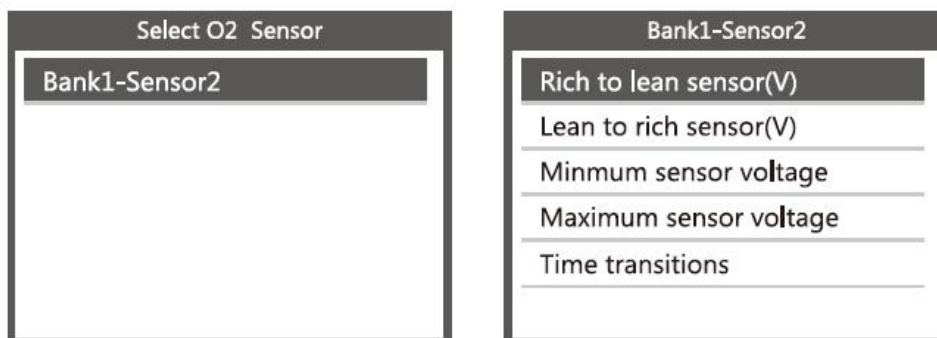 Select O2 Sensor
Bank1-Sensor2
Bank1-Sensor2
Rich to lean sensor(V)
Lean to rich sensor(V)
Minmum sensor voltage
Maximum sensor voltage
Time transitions